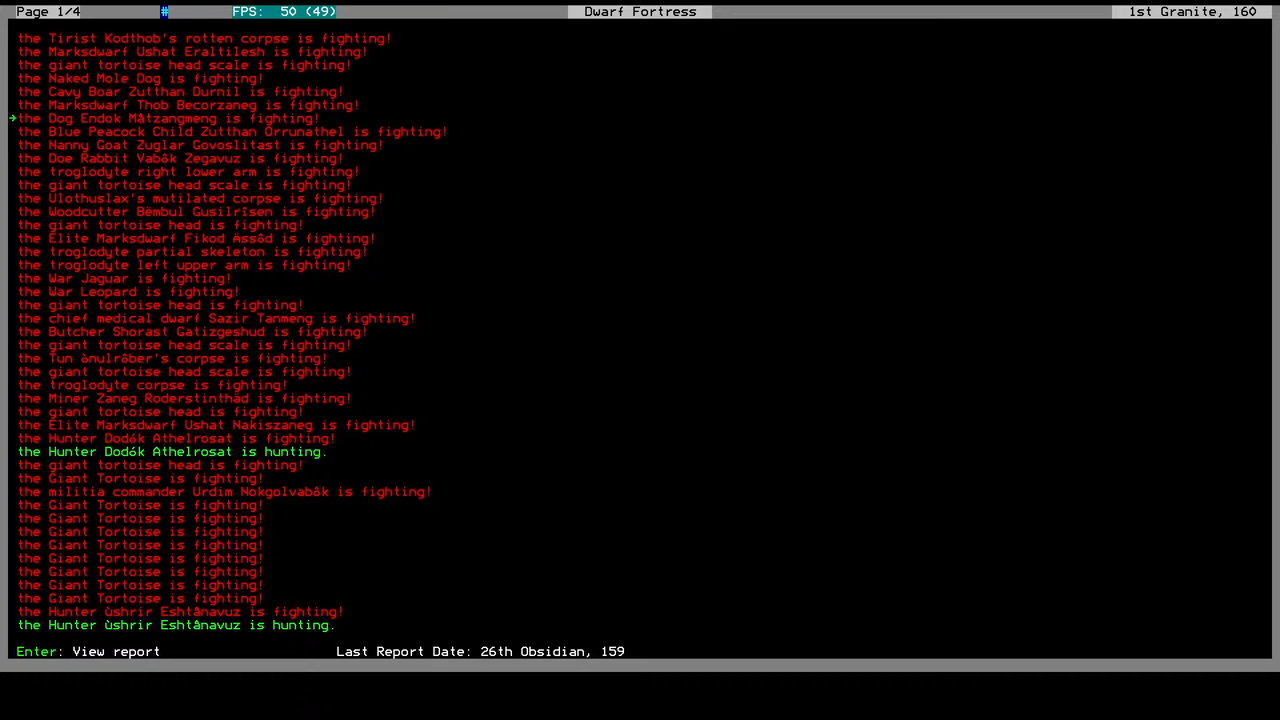 Page 1/4 # FPS: 50 (49) Dwarf Fortress 1st Granite, 160
the Tirist Kodthob's rotten corpse is fighting!
the Marksdwarf Ushat Eraltilesh is fighting!
the giant tortoise head scale is fighting!
the Naked Mole Dog is fighting!
the Cavy Boar Zutthan Durnil is fighting!
the Marksdwarf Thob Becorzaneg is fighting!
→the Dog Endok Mâtzangmeng is fighting!
the Blue Peacock Child Zutthan Orrunathel is fighting!
the Nanny Goat Zuglar Govoslitast is fighting!
the Doe Rabbit Vabôk Zegavuz is fighting!
the troglodyte right lower arm is fighting!
the giant tortoise head scale is fighting!
the Ulothuslax's mutilated corpse is fighting!
the Woodcutter Bëmbul Gusilrîsen is fighting!
the giant tortoise head is fighting!
the Elite Marksdwarf Fikod Assôd is fighting!
the troglodyte partial skeleton is fighting!
the troglodyte left upper arm is fighting!
the War Jaguar is fighting!
the War Leopard is fighting!
the giant tortoise head is fighting!
the chief medical dwarf Sazir Tanmeng is fighting!
the Butcher Shorast Gatizgeshud is fighting!
the giant tortoise head scale is fighting!
the Tun ònulrôber's corpse is fighting!
the giant tortoise head scale is fighting!
the troglodyte corpse is fighting!
the Miner Zaneg Roderstinthäd is fighting!
the giant tortoise head is fighting!
the Elite Marksdwarf Ushat Nakiszaneg is fighting!
the Hunter Dodók Athelrosat is fighting!
the Hunter Dodók Athelrosat is hunting.
the giant tortoise head is fighting!
the Giant Tortoise is fighting!
the militia commander Urdim Nokgolvabôk is fighting!
the Giant Tortoise is fighting!
the Giant Tortoise is fighting!
the Giant Tortoise is fighting!
the Giant Tortoise is fighting!
the Giant Tortoise is fighting!
the Giant Tortoise is fighting!
the Giant Tortoise is fighting!
the Giant Tortoise is fighting!
the Hunter ùshrir Eshtânavuz is fighting!
the Hunter ùshrir Eshtânavuz is hunting.
Enter: View report Last Report Date: 26th Obsidian, 159